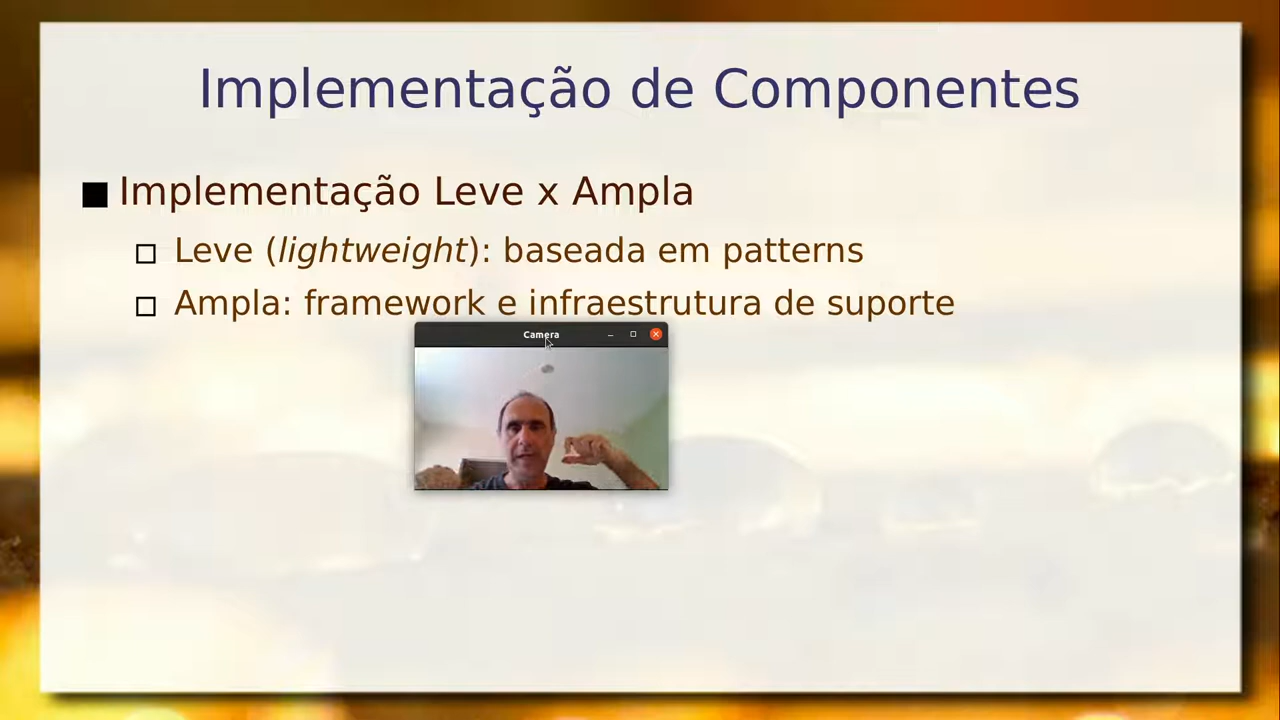 Implementação de Componentes
Implementação Leve x Ampla
Leve (lightweight): baseada em patterns
Ampla: framework e infraestrutura de suporte
Camera